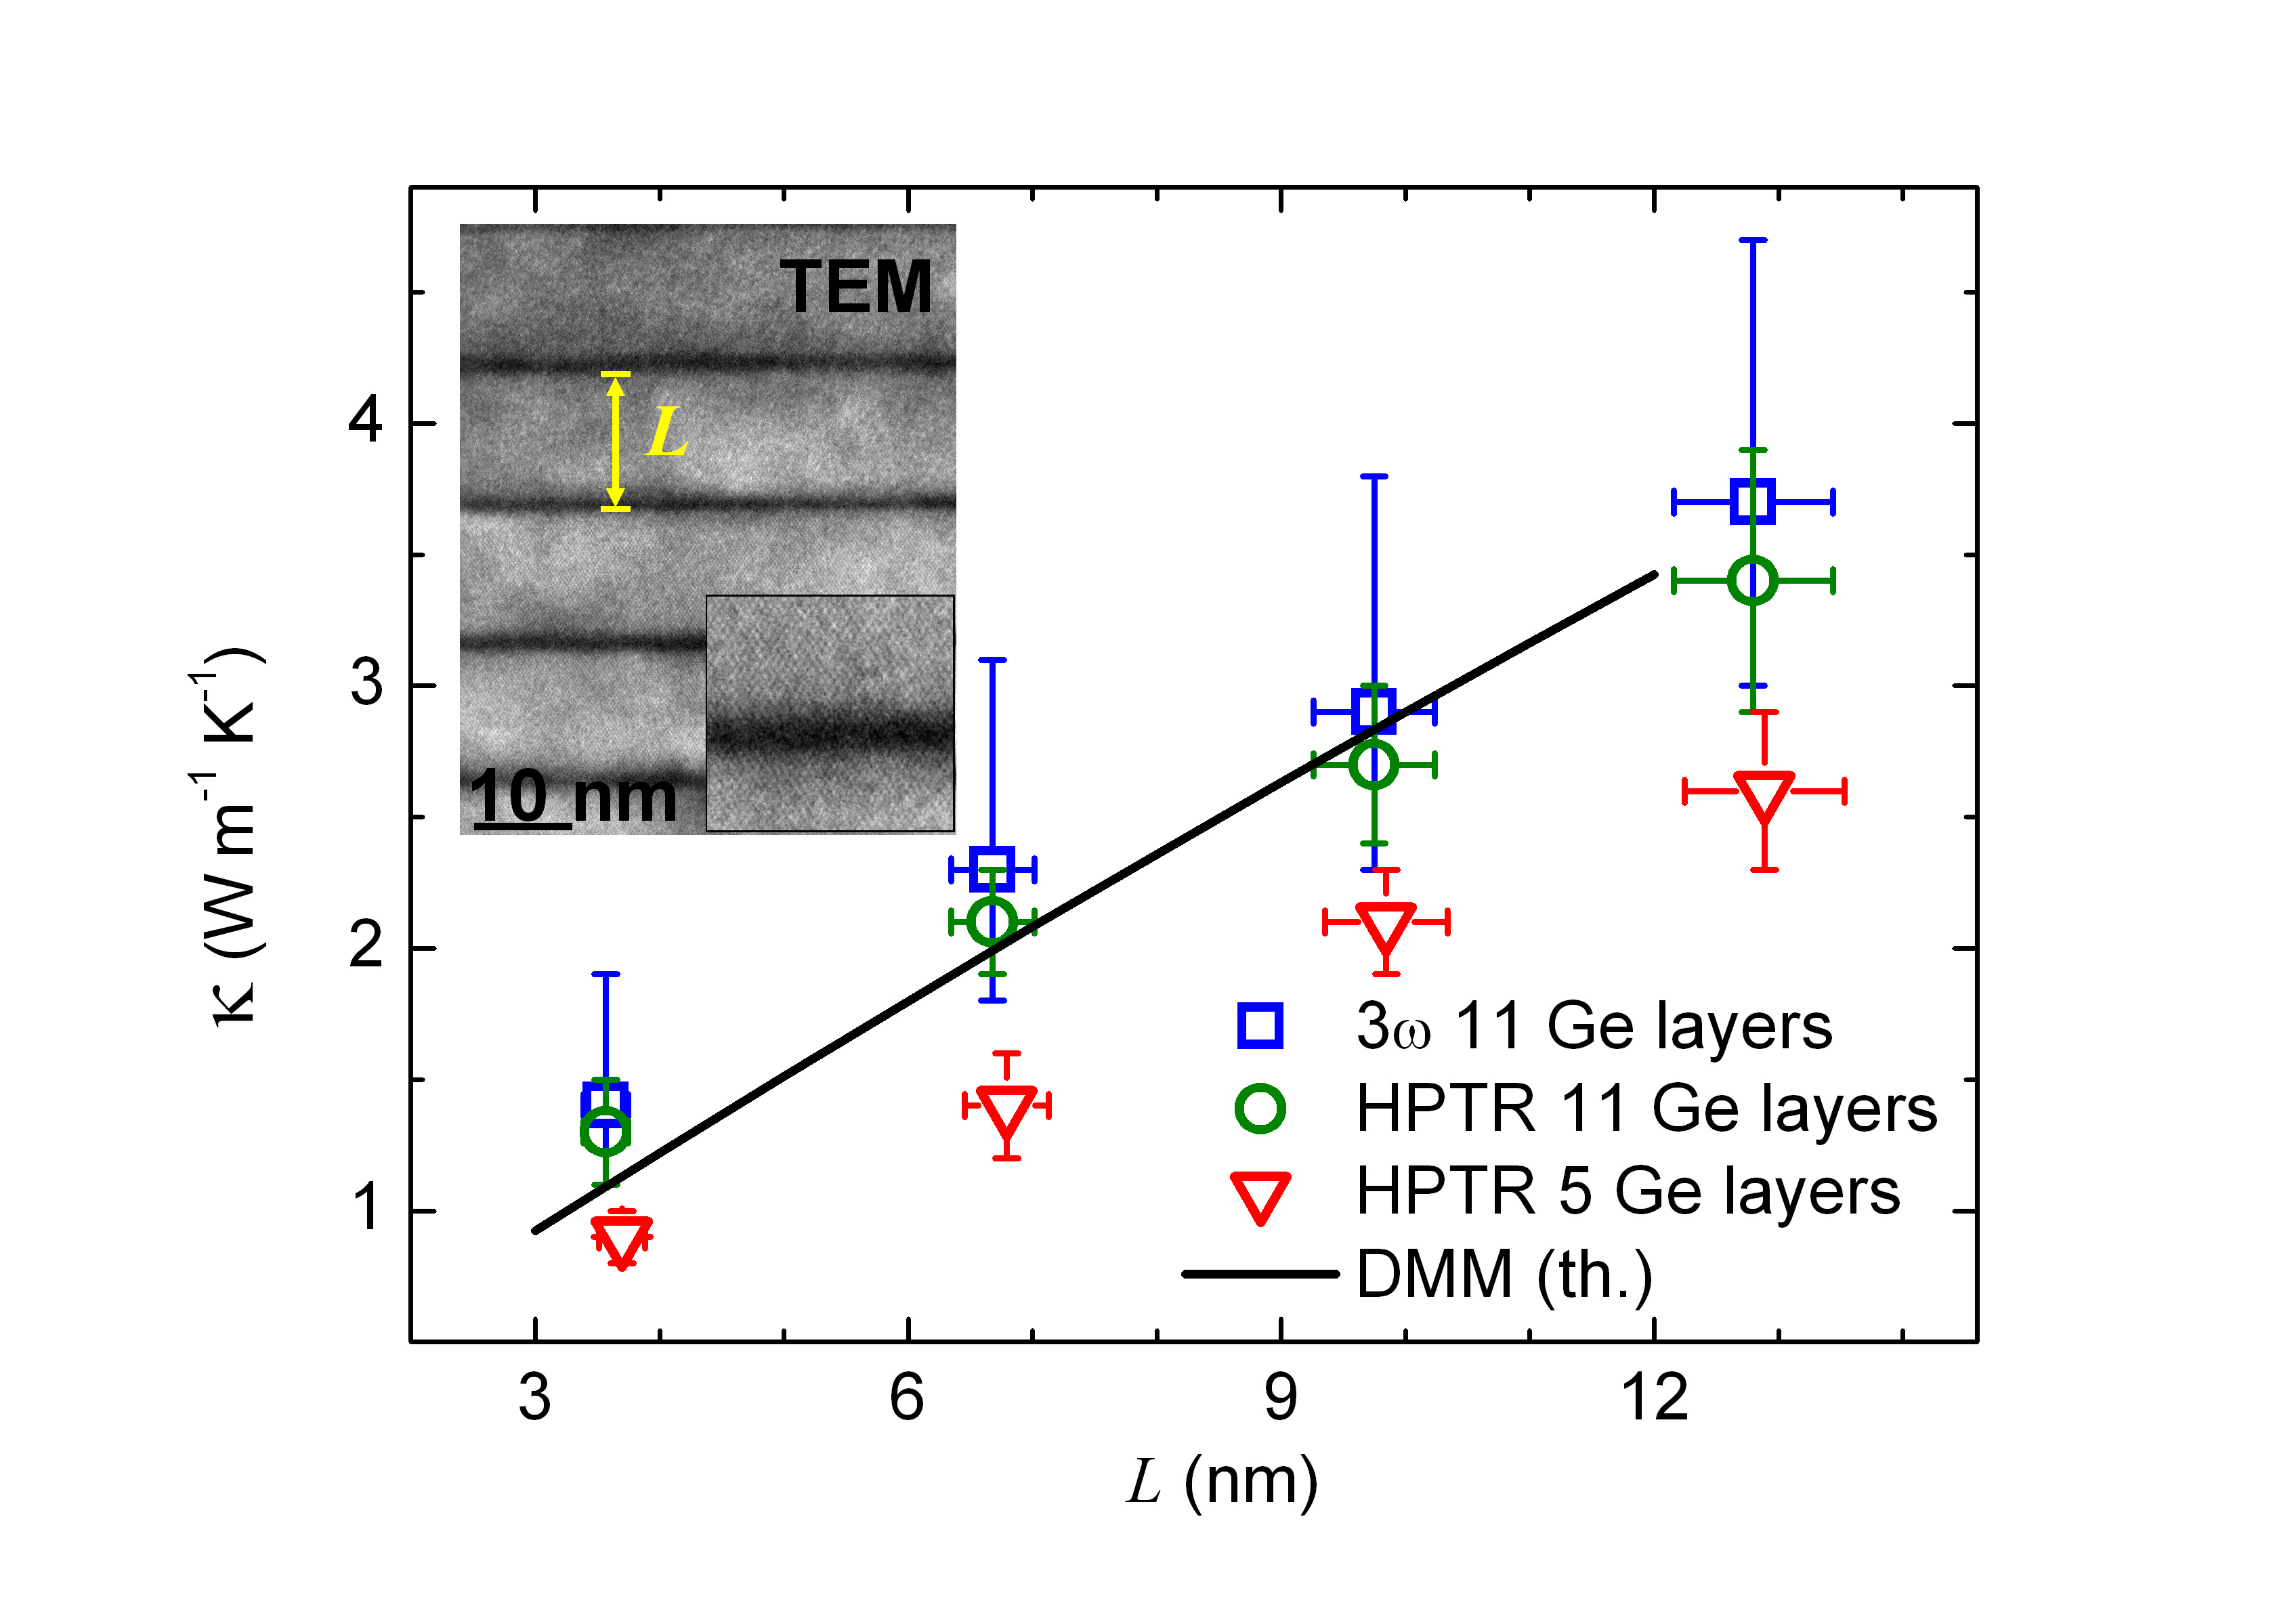 TEM
L
10 nm
4
3
2
1
κ (W m⁻¹ K⁻¹)
3ω 11 Ge layers
HPTR 11 Ge layers
HPTR 5 Ge layers
DMM (th.)
3 6 9 12
L (nm)